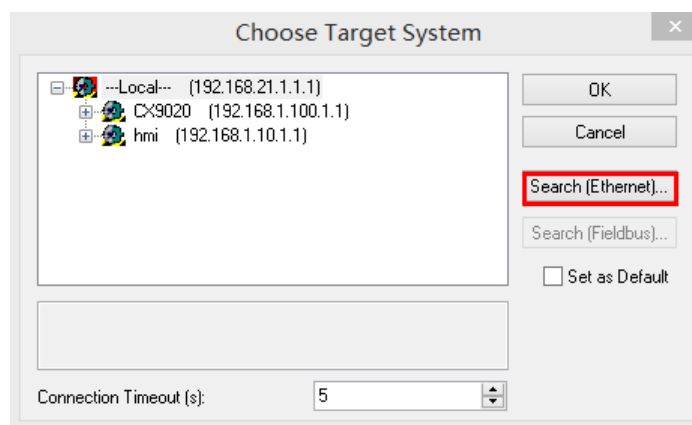 Choose Target System
---Local--- (192.168.21.1.1.1)
CX9020 (192.168.1.100.1.1)
hmi (192.168.1.10.1.1)
OK
Cancel
Search (Ethernet)...
Search (Fieldbus)...
Set as Default
Connection Timeout (s):
5